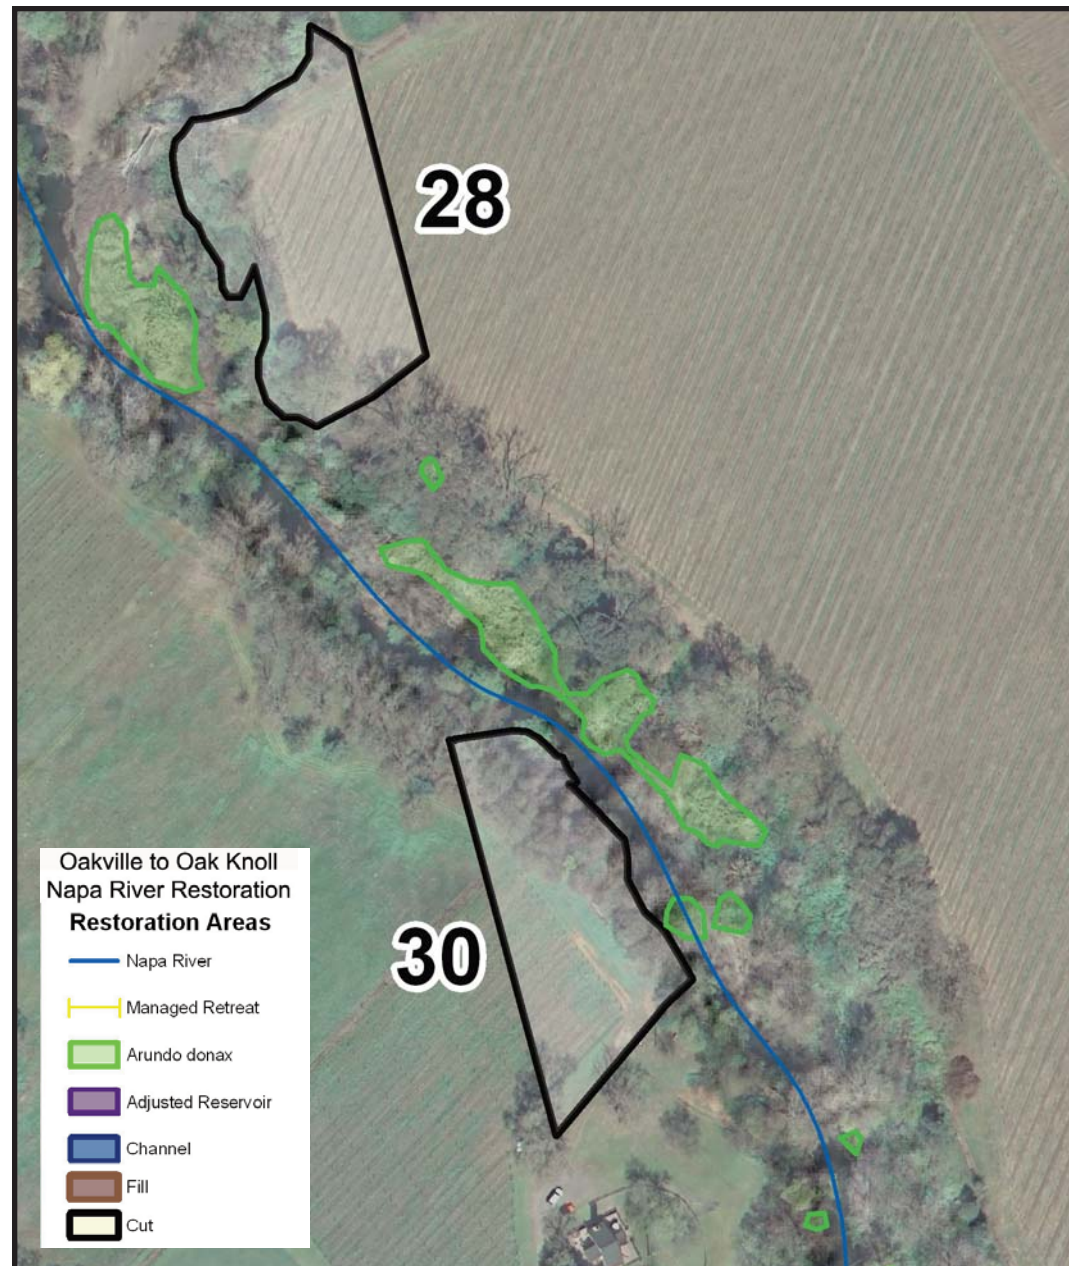 28
30
Oakville to Oak Knoll
Napa River Restoration
Restoration Areas
Napa River
Managed Retreat
Arundo donax
Adjusted Reservoir
Channel
Fill
Cut